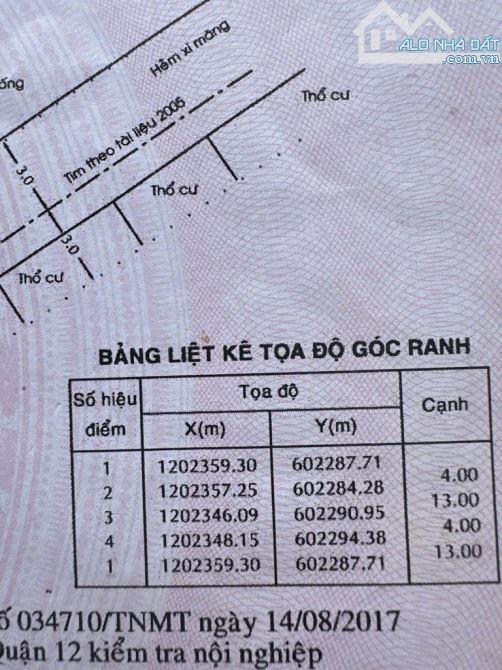 ALO NHÀ ĐẤT
.com.vn
Hẻm xi măng
ống
Thổ cư
Tim theo tài liệu 2005
3.0
Thổ cư
3.0
Thổ cư
BẢNG LIỆT KÊ TỌA ĐỘ GÓC RANH
Số hiệu điểm Tọa độ Cạnh
X(m) Y(m)
1 1202359.30 602287.71
4.00
2 1202357.25 602284.28
13.00
3 1202346.09 602290.95
4.00
4 1202348.15 602294.38
13.00
1 1202359.30 602287.71
ố 034710/TNMT ngày 14/08/2017
Quận 12 kiểm tra nội nghiệp